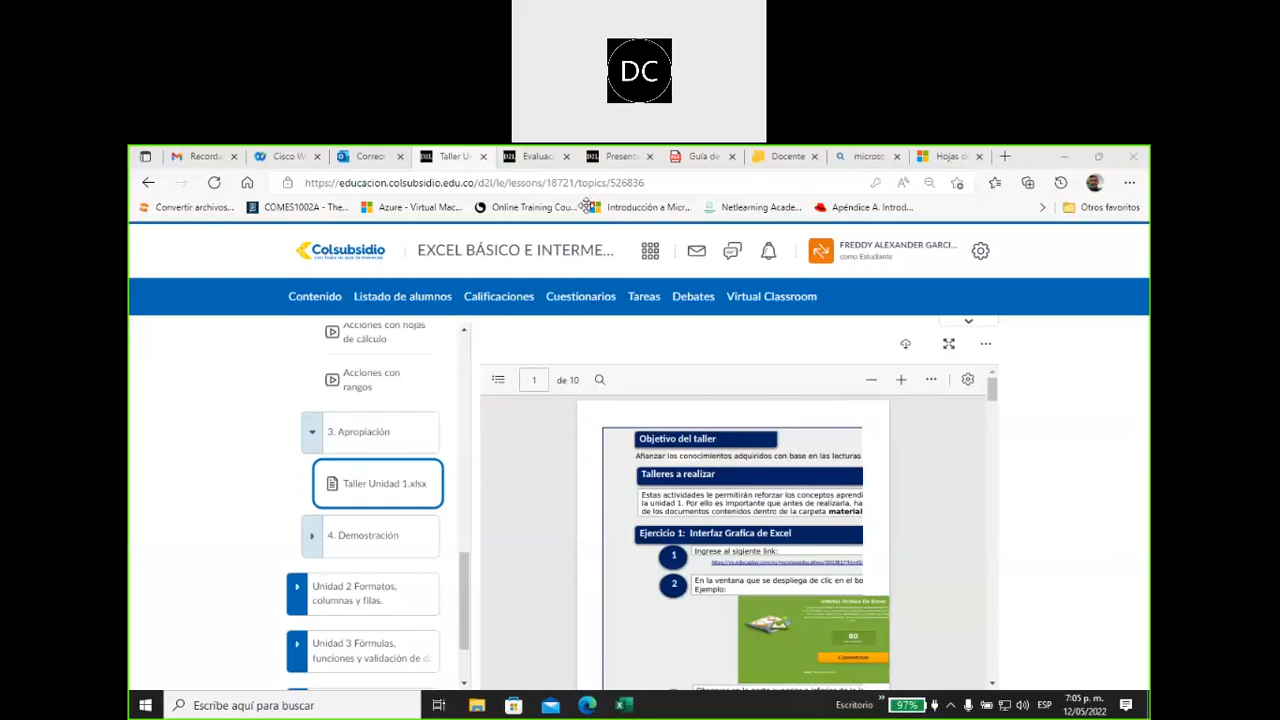 DC
Recorda
Cisco W
Correo
Taller U
Evaluac
Present
Guía de
Docente
micros
Hojas d
https://educacion.colsubsidio.edu.co/d2l/le/lessons/18721/topics/526836
Convertir archivos...
COMES1002A - The...
Azure - Virtual Mac...
Online Training Cou...
Introducción a Micr...
Netlearning Acade...
Apéndice A. Introd...
Otros favoritos
Colsubsidio
EXCEL BÁSICO E INTERME...
FREDDY ALEXANDER GARCI...
como Estudiante
Contenido
Listado de alumnos
Calificaciones
Cuestionarios
Tareas
Debates
Virtual Classroom
Acciones con hojas
de cálculo
Acciones con
rangos
3. Apropiación
Taller Unidad 1.xlsx
4. Demostración
Unidad 2 Formatos,
columnas y filas.
Unidad 3 Fórmulas,
funciones y validación de d
1 de 10
Objetivo del taller
Afianzar los conocimientos adquiridos con base en las lecturas
Talleres a realizar
Estas actividades le permitirán reforzar los conceptos aprendi
la unidad 1. Por ello es importante que antes de realizarla, ha
de los documentos contenidos dentro de la carpeta material
Ejercicio 1: Interfaz Grafica de Excel
1
Ingrese al sigiente link:
2
En la ventana que se despliega de clic en el bo
Ejemplo:
Interfaz Grafica De Excel
80
Comenzar
Escribe aquí para buscar
Escritorio
97%
ESP
7:05 p. m.
12/05/2022